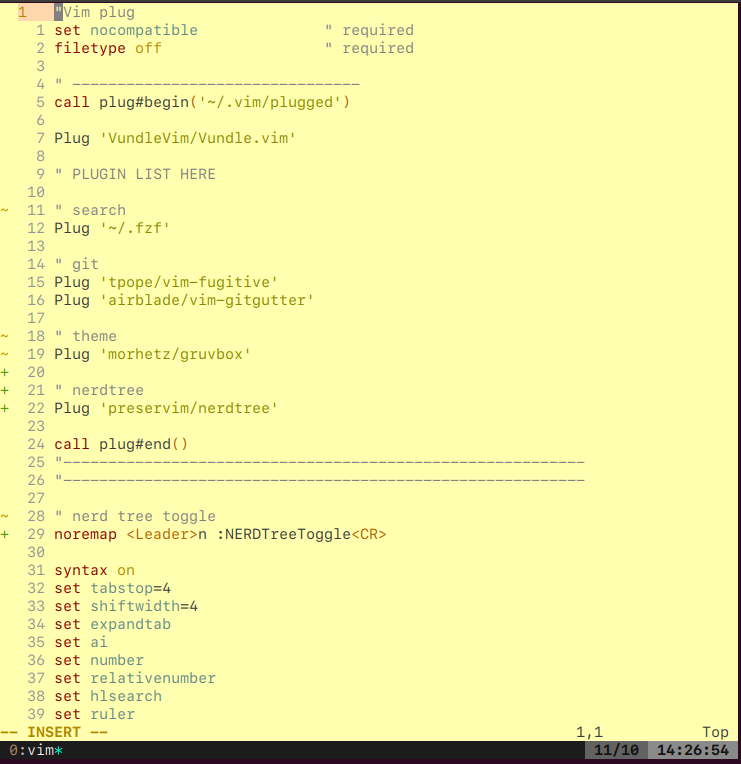 1 "Vim plug
1 set nocompatible " required
2 filetype off " required
3
4 " --------------------------------
5 call plug#begin('~/.vim/plugged')
6
7 Plug 'VundleVim/Vundle.vim'
8
9 " PLUGIN LIST HERE
10
~ 11 " search
12 Plug '~/.fzf'
13
14 " git
15 Plug 'tpope/vim-fugitive'
16 Plug 'airblade/vim-gitgutter'
17
~ 18 " theme
~ 19 Plug 'morhetz/gruvbox'
+ 20
+ 21 " nerdtree
+ 22 Plug 'preservim/nerdtree'
23
24 call plug#end()
25 "----------------------------------------------------------
26 "----------------------------------------------------------
27
~ 28 " nerd tree toggle
+ 29 noremap <Leader>n :NERDTreeToggle<CR>
30
31 syntax on
32 set tabstop=4
33 set shiftwidth=4
34 set expandtab
35 set ai
36 set number
37 set relativenumber
38 set hlsearch
39 set ruler
-- INSERT -- 1,1 Top
0:vim* 11/10 14:26:54